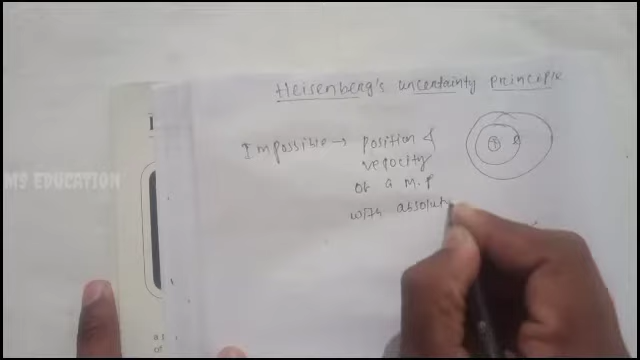 Heisenberg's uncertainty principle
Impossible → position &
velocity
of a M.P
with absolut
MS EDUCATION